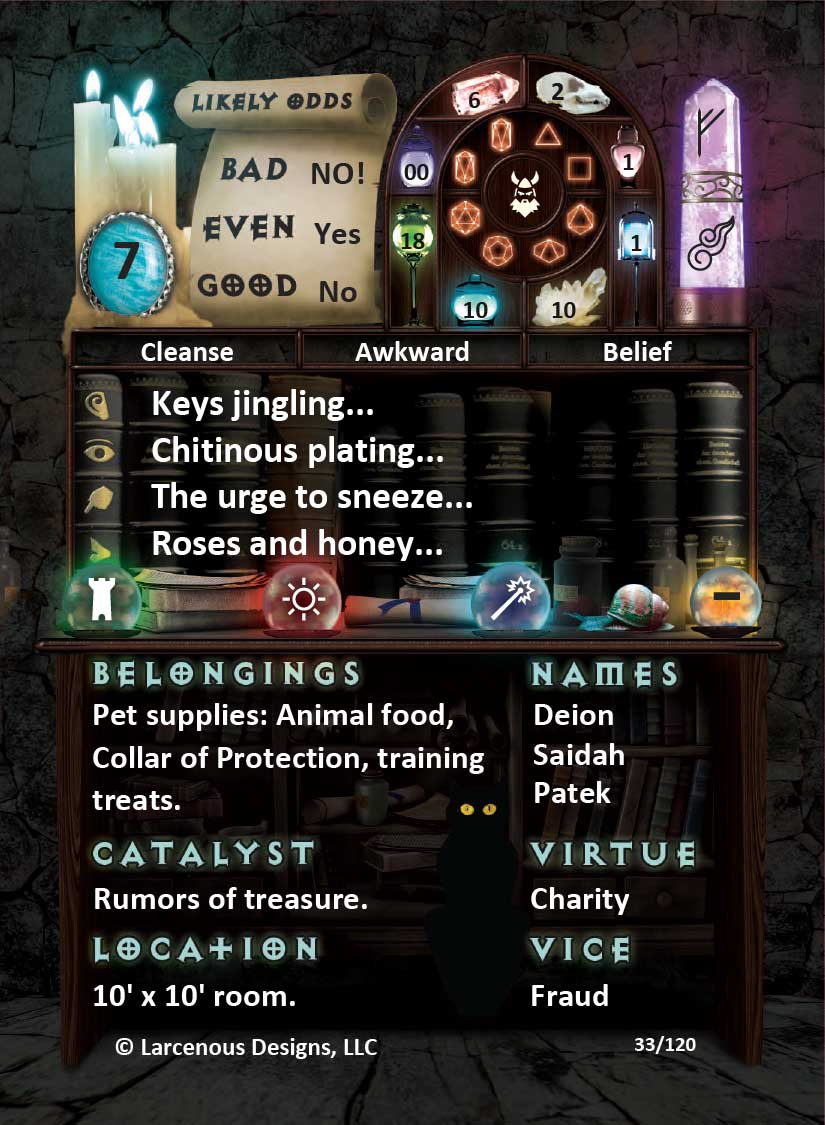 LIKELY ODDS
BAD NO!
EVEN Yes
GOOD No
7
6
2
00
1
18
1
10
10
Cleanse Awkward Belief
Keys jingling...
Chitinous plating...
The urge to sneeze...
Roses and honey...
BELONGINGS
Pet supplies: Animal food,
Collar of Protection, training
treats.
NAMES
Deion
Saidah
Patek
CATALYST
Rumors of treasure.
VIRTUE
Charity
LOCATION
10' x 10' room.
VICE
Fraud
© Larcenous Designs, LLC
33/120